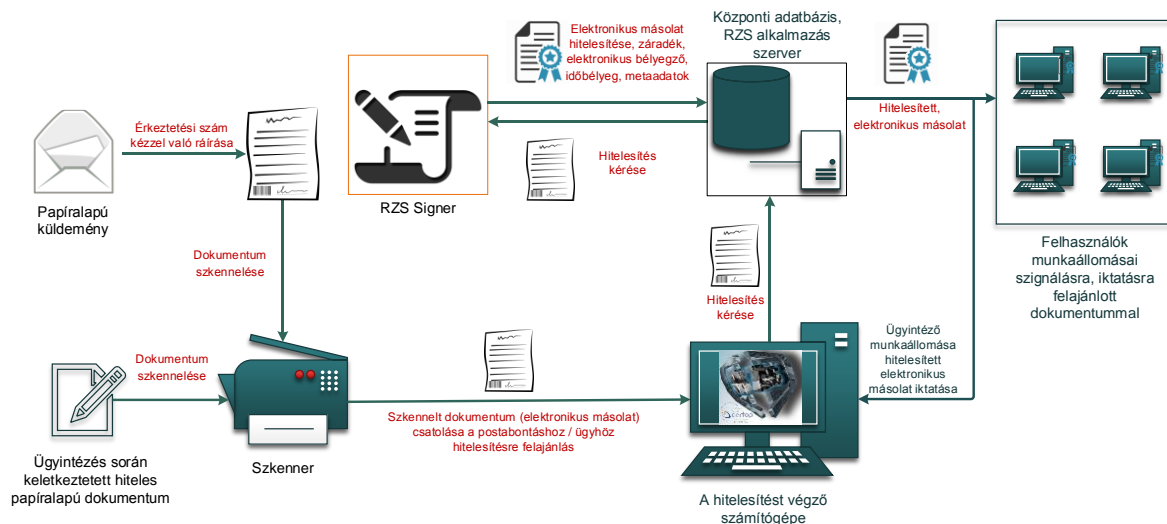 Elektronikus másolat
hitelesítése, záradék,
elektronikus bélyegző,
időbélyeg, metaadatok
Központi adatbázis,
RZS alkalmazás
szerver
Hitelesített,
elektronikus másolat
Érkeztetési szám
kézzel való ráírása
Hitelesítés
kérése
Papíralapú
küldemény
RZS Signer
Felhasználók
munkaállomásai
szignálásra, iktatásra
felajánlott
dokumentummal
Dokumentum
szkennelése
Hitelesítés
kérése
Ügyintéző
munkaállomása
hitelesített
elektronikus
másolat iktatása
Dokumentum
szkennelése
Szkennelt dokumentum (elektronikus másolat)
csatolása a postabontáshoz / ügyhöz
hitelesítésre felajánlás
Ügyintézés során
keletkeztetett hiteles
papíralapú dokumentum
Szkenner
A hitelesítést végző
számítógépe